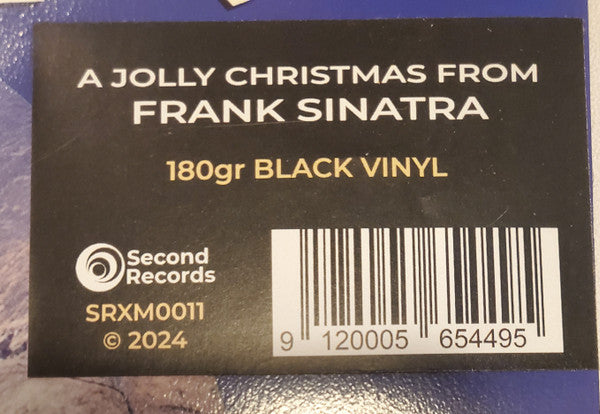 A JOLLY CHRISTMAS FROM
FRANK SINATRA
180gr BLACK VINYL
Second
Records
SRXM0011
© 2024
9 120005 654495